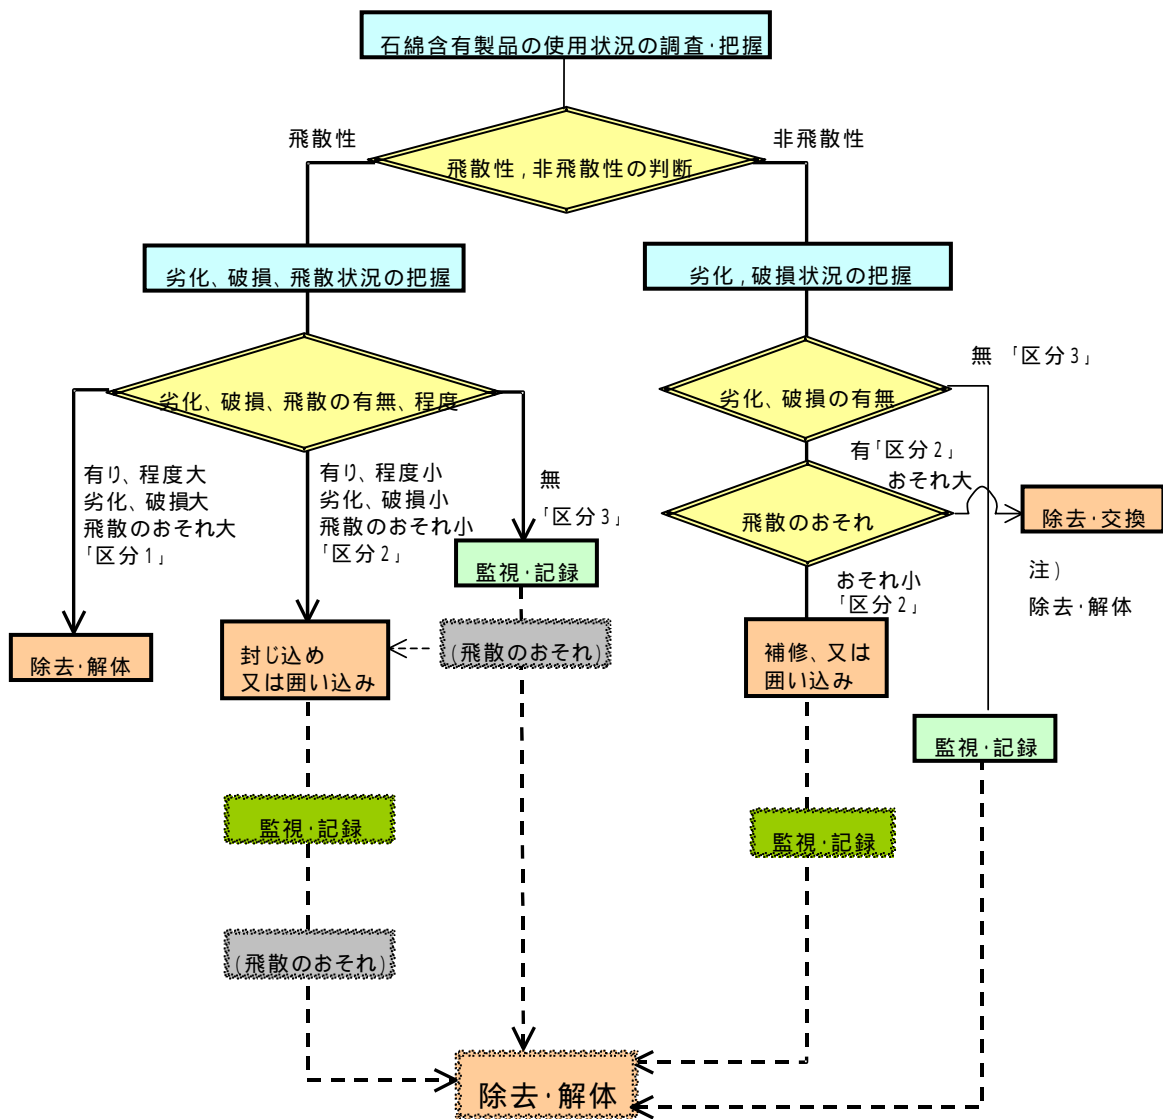 石綿含有製品の使用状況の調査・把握
飛散性
非飛散性
飛散性,非飛散性の判断
劣化、破損、飛散状況の把握
劣化,破損状況の把握
劣化、破損、飛散の有無、程度
劣化、破損の有無
無 「区分3」
有り、程度大
劣化、破損大
飛散のおそれ大
「区分1」
有り、程度小
劣化、破損小
飛散のおそれ小
「区分2」
無
「区分3」
有「区分2」
おそれ大
飛散のおそれ
除去・交換
注)
除去・解体
監視・記録
おそれ小
「区分2」
除去・解体
封じ込め
又は囲い込み
(飛散のおそれ)
補修、又は
囲い込み
監視・記録
監視・記録
監視・記録
(飛散のおそれ)
除去・解体